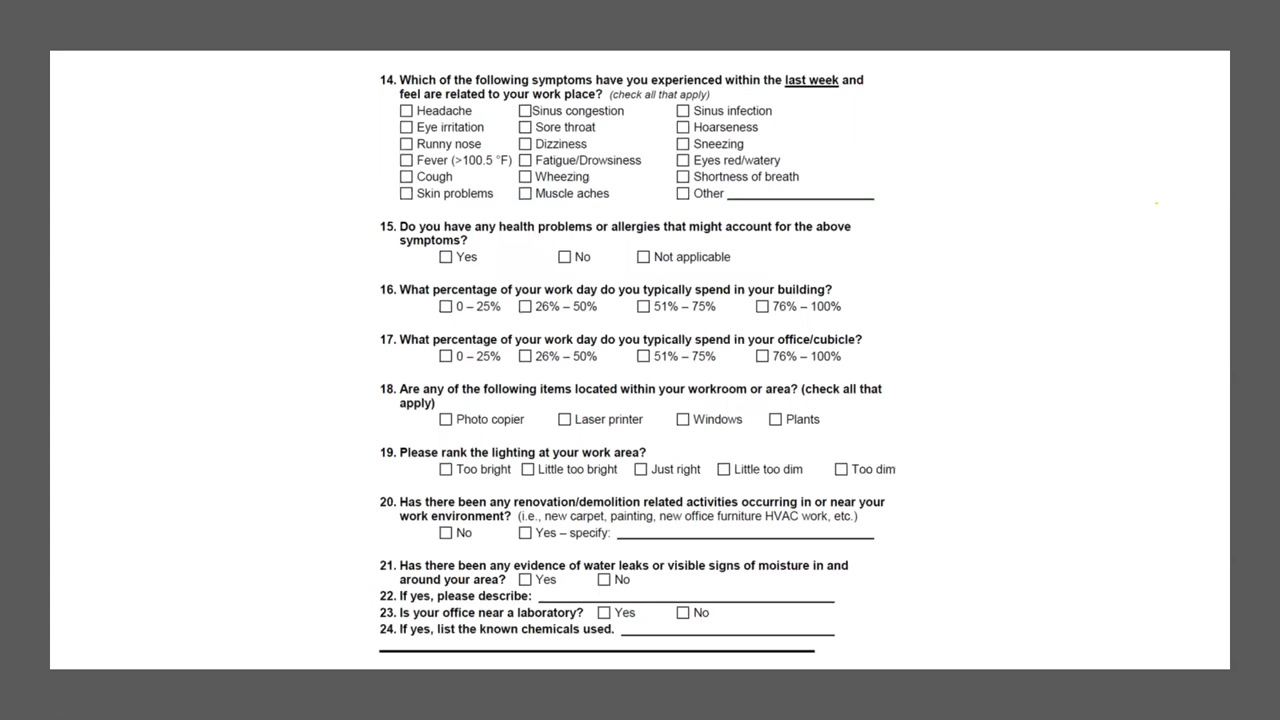 14. Which of the following symptoms have you experienced within the last week and
feel are related to your work place? (check all that apply)
☐ Headache ☐ Sinus congestion ☐ Sinus infection
☐ Eye irritation ☐ Sore throat ☐ Hoarseness
☐ Runny nose ☐ Dizziness ☐ Sneezing
☐ Fever (>100.5 °F) ☐ Fatigue/Drowsiness ☐ Eyes red/watery
☐ Cough ☐ Wheezing ☐ Shortness of breath
☐ Skin problems ☐ Muscle aches ☐ Other
15. Do you have any health problems or allergies that might account for the above
symptoms?
☐ Yes ☐ No ☐ Not applicable
16. What percentage of your work day do you typically spend in your building?
☐ 0 – 25% ☐ 26% – 50% ☐ 51% – 75% ☐ 76% – 100%
17. What percentage of your work day do you typically spend in your office/cubicle?
☐ 0 – 25% ☐ 26% – 50% ☐ 51% – 75% ☐ 76% – 100%
18. Are any of the following items located within your workroom or area? (check all that
apply)
☐ Photo copier ☐ Laser printer ☐ Windows ☐ Plants
19. Please rank the lighting at your work area?
☐ Too bright ☐ Little too bright ☐ Just right ☐ Little too dim ☐ Too dim
20. Has there been any renovation/demolition related activities occurring in or near your
work environment? (i.e., new carpet, painting, new office furniture HVAC work, etc.)
☐ No ☐ Yes – specify:
21. Has there been any evidence of water leaks or visible signs of moisture in and
around your area? ☐ Yes ☐ No
22. If yes, please describe:
23. Is your office near a laboratory? ☐ Yes ☐ No
24. If yes, list the known chemicals used.